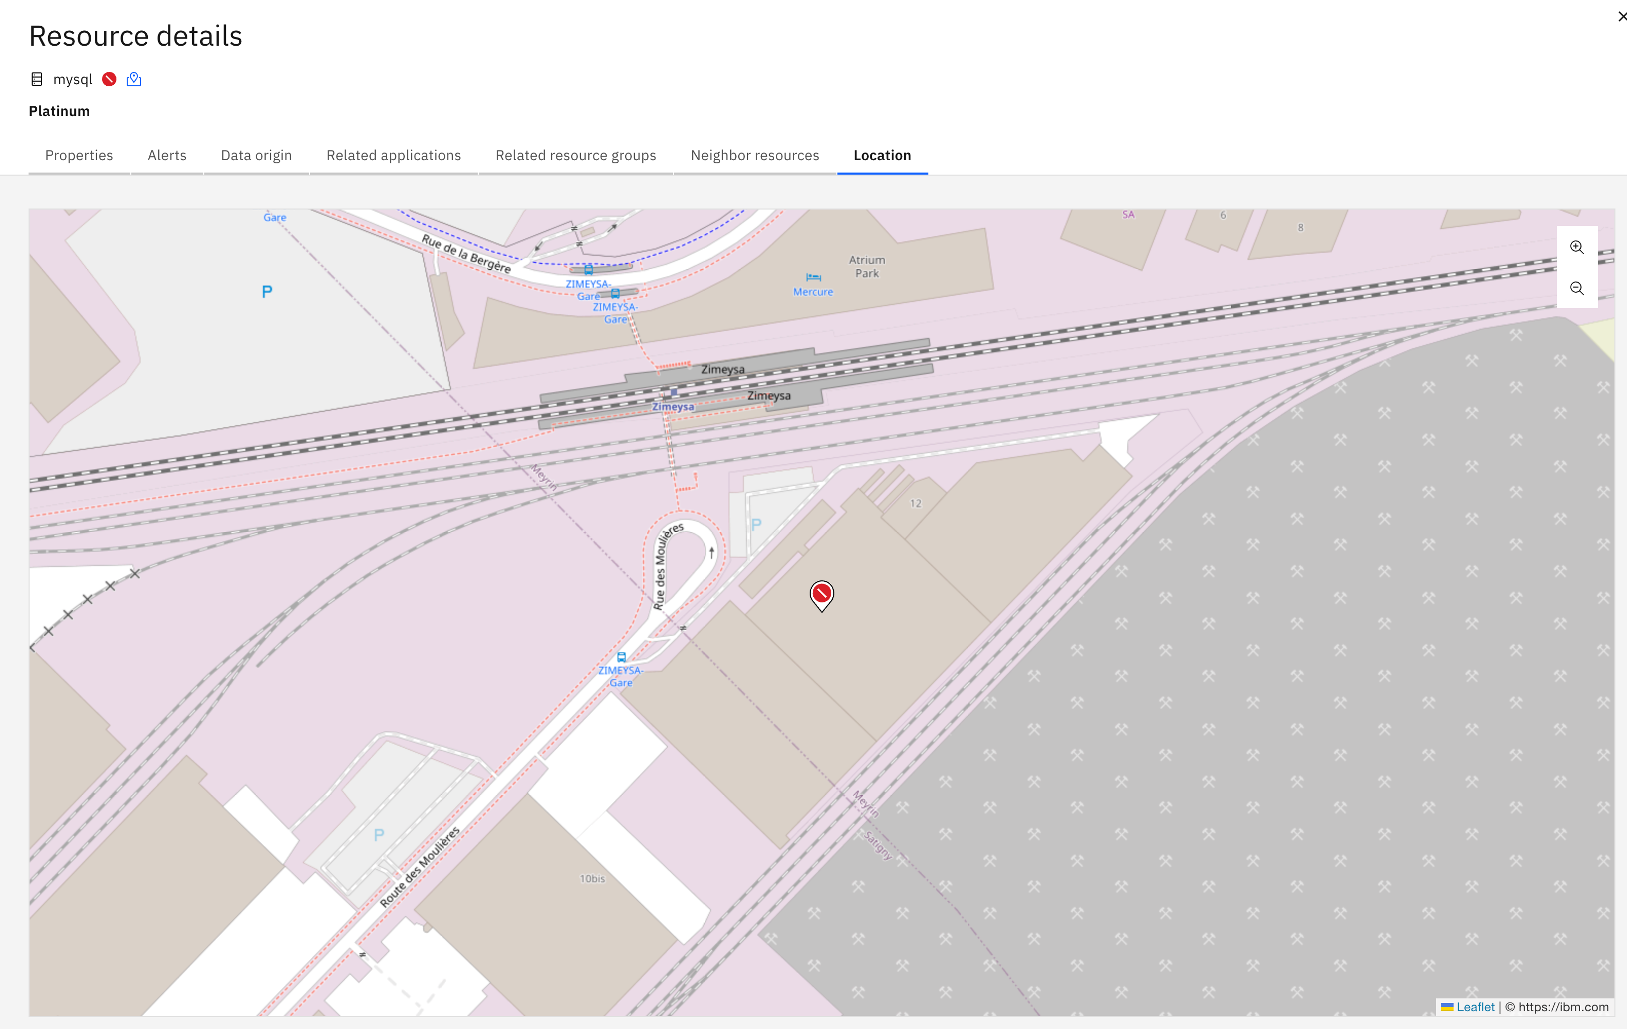 Resource details
mysql
Platinum
Properties
Alerts
Data origin
Related applications
Related resource groups
Neighbor resources
Location
Gare
Rue de la Bergère
SA
6
8
Atrium
Park
P
Mercure
ZIMEYSA-
Gare
ZIMEYSA-
Gare
Zimeysa
Zimeysa
Zimeysa
Meyrin
12
P
Rue des Moulières
ZIMEYSA-
Gare
Meyrin
Satigny
P
Route des Moulières
10bis
Leaflet | © https://ibm.com